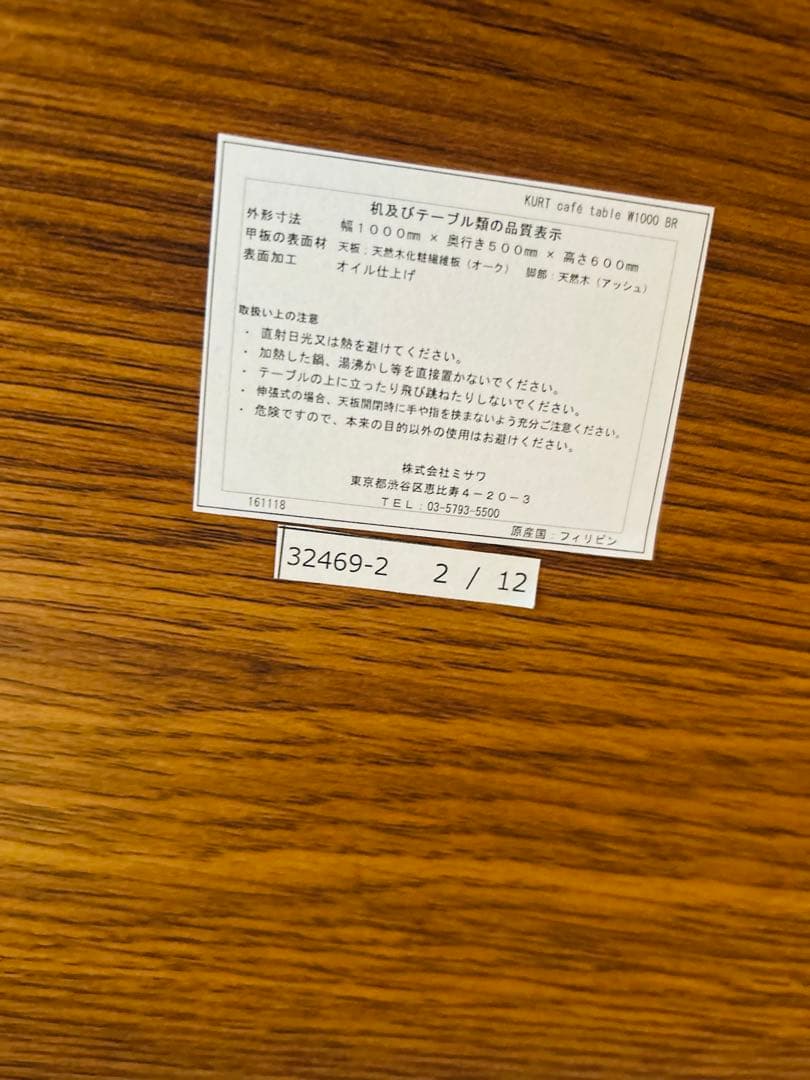 KURT café table W1000 BR
机及びテーブル類の品質表示
外形寸法 幅1000㎜ × 奥行き500㎜ × 高さ600㎜
甲板の表面材 天板：天然木化粧繊維板（オーク） 脚部：天然木（アッシュ）
表面加工 オイル仕上げ
取扱い上の注意
・ 直射日光又は熱を避けてください。
・ 加熱した鍋、湯沸かし等を直接置かないでください。
・ テーブルの上に立ったり飛び跳ねたりしないでください。
・ 伸張式の場合、天板開閉時に手や指を挟まないよう充分ご注意ください。
・ 危険ですので、本来の目的以外の使用はお避けください。
株式会社ミサワ
東京都渋谷区恵比寿4－20－3
TEL：03-5793-5500
161118
原産国：フィリピン
32469-2 2 / 12